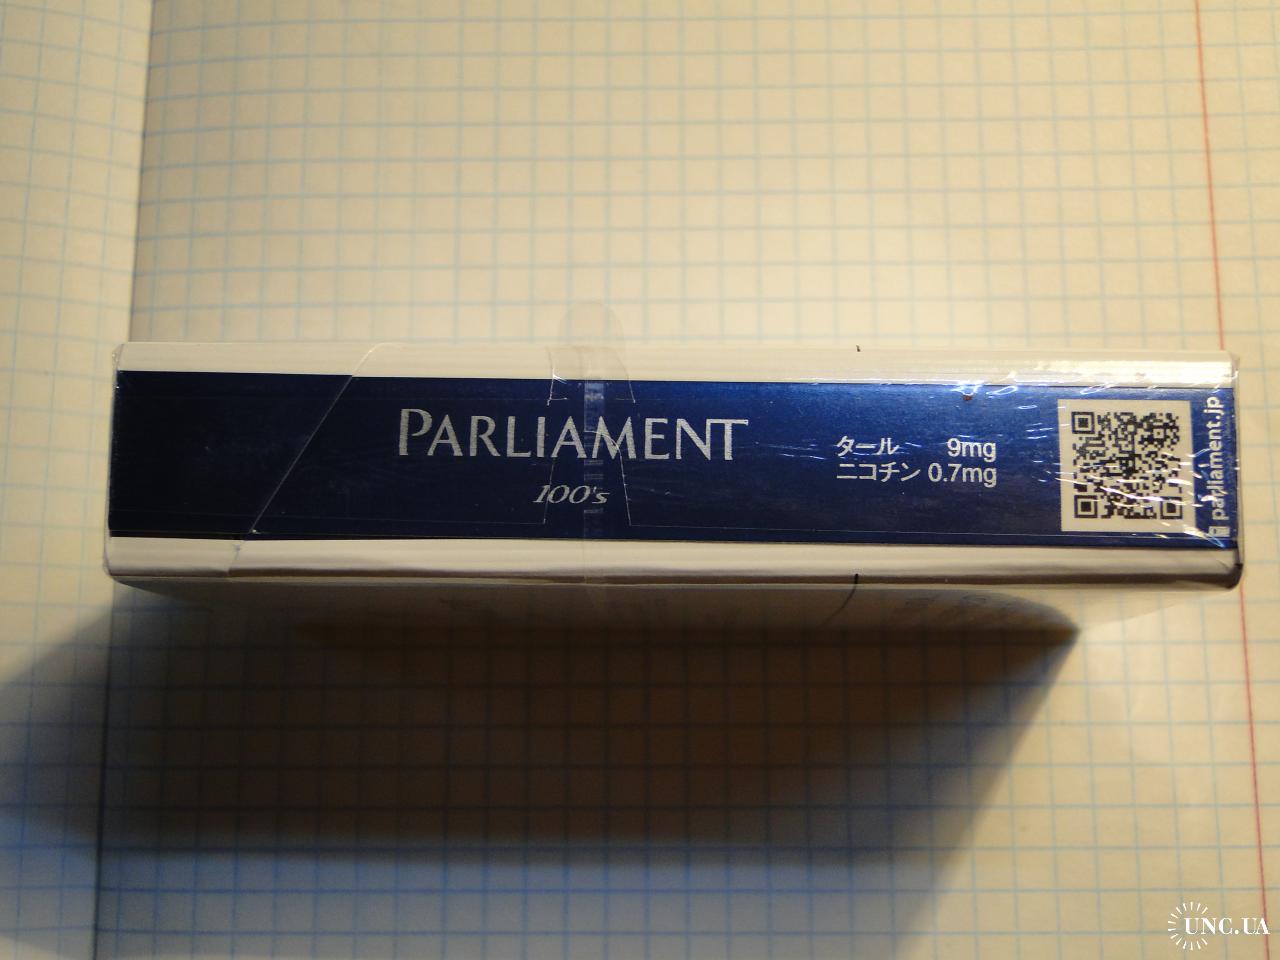 PARLIAMENT
100's
タール 9mg
ニコチン 0.7mg
parliament.jp
UNC.UA